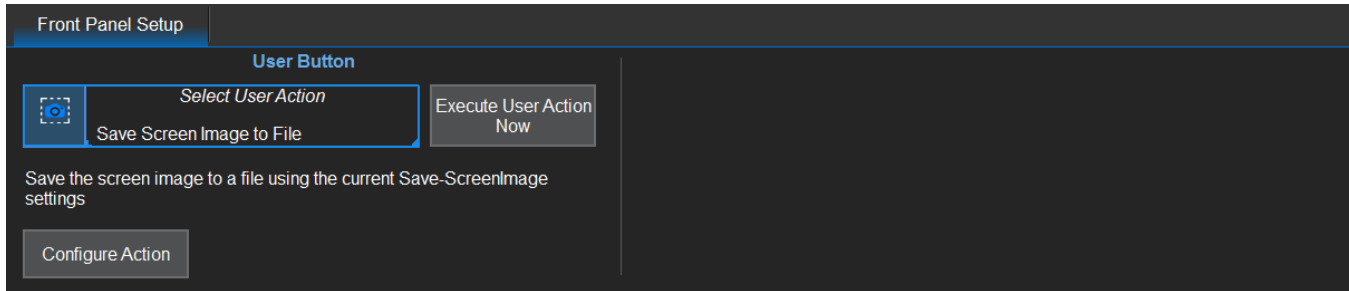 Front Panel Setup
User Button
Select User Action
Save Screen Image to File
Execute User Action
Now
Save the screen image to a file using the current Save-ScreenImage
settings
Configure Action